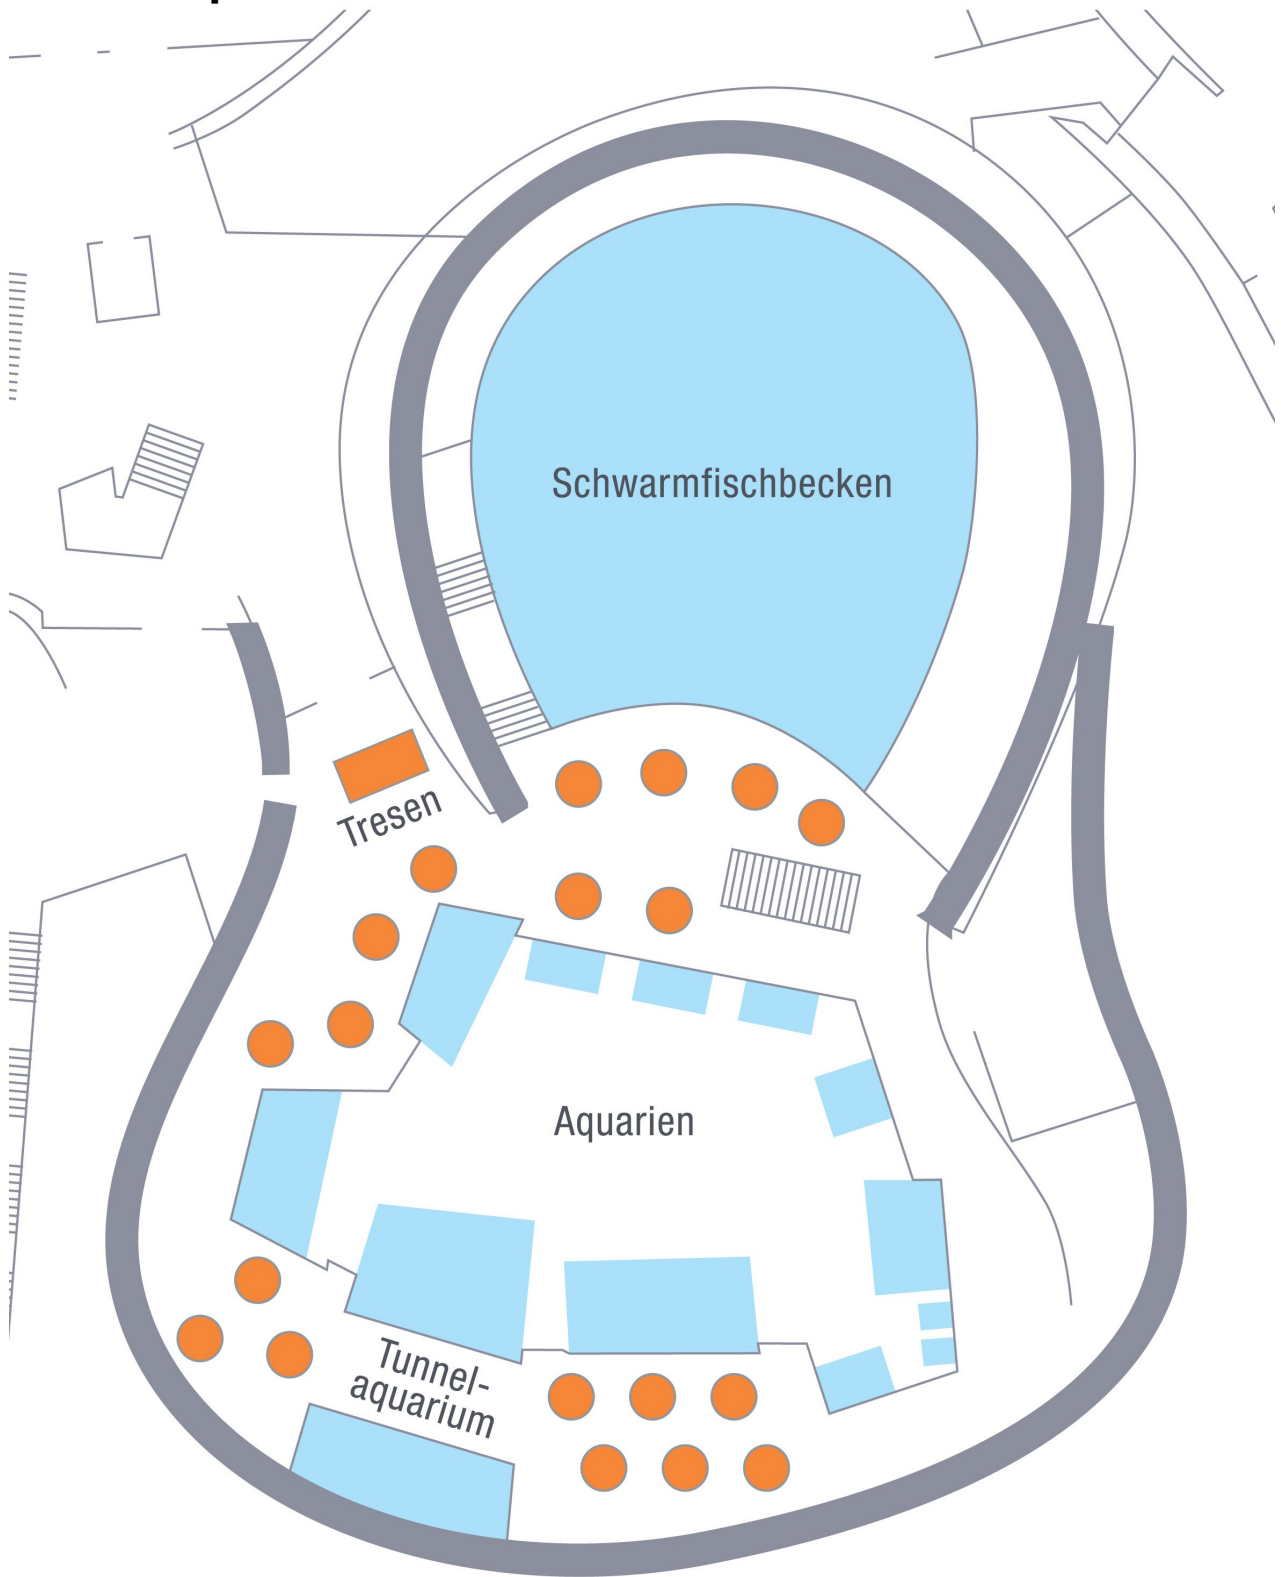 Schwarmfischbecken
Tresen
Aquarien
Tunnel-
aquarium